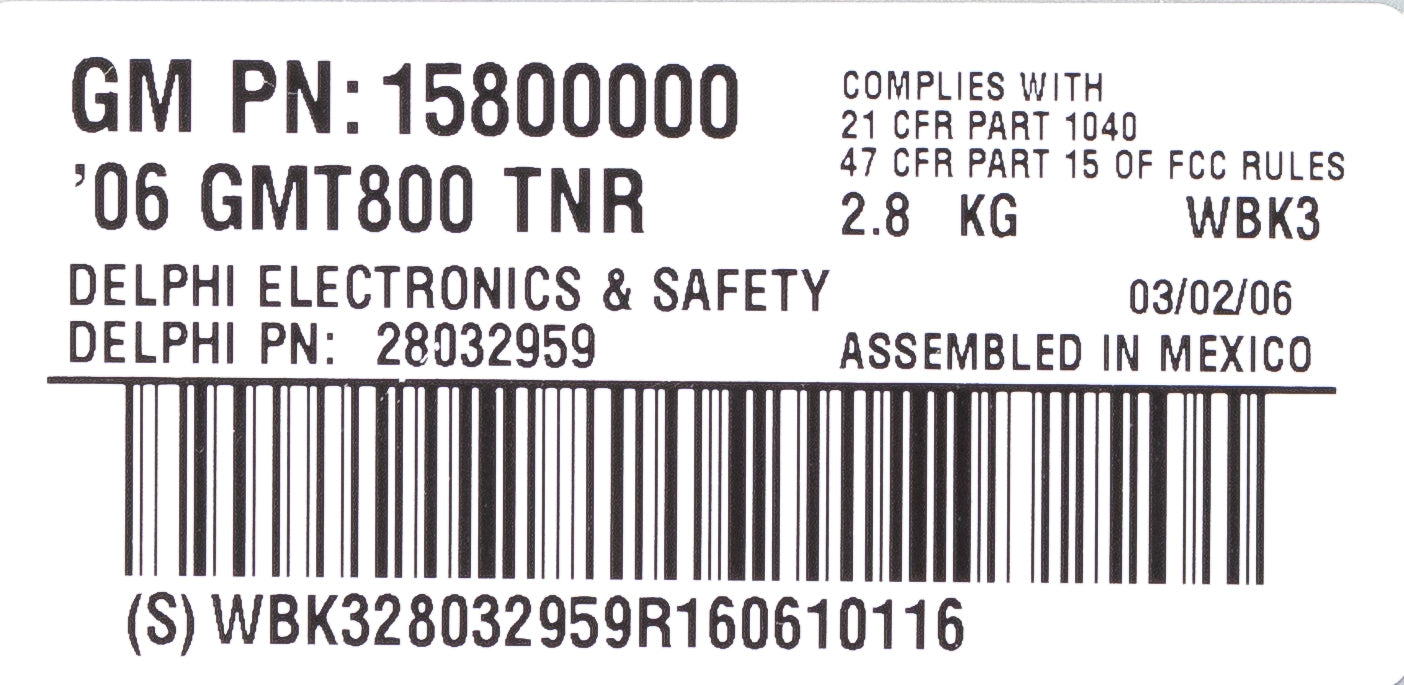 GM PN: 15800000
'06 GMT800 TNR
DELPHI ELECTRONICS & SAFETY
DELPHI PN: 28032959
COMPLIES WITH
21 CFR PART 1040
47 CFR PART 15 OF FCC RULES
2.8 KG WBK3
03/02/06
ASSEMBLED IN MEXICO
(S) WBK328032959R160610116